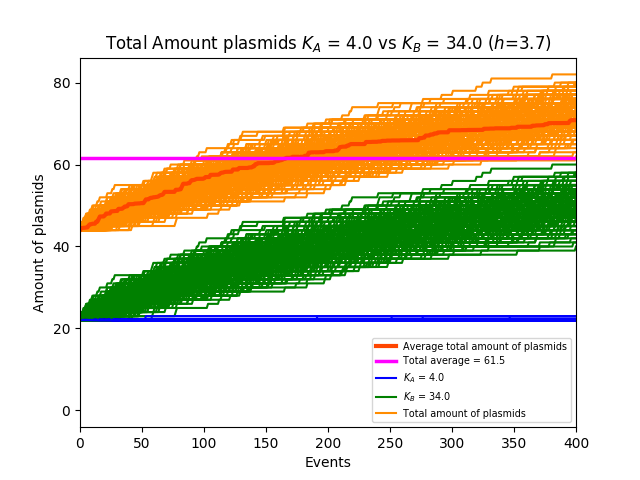 Total Amount plasmids K_A = 4.0 vs K_B = 34.0 (h=3.7)
80
60
40
20
0
Amount of plasmids
0 50 100 150 200 250 300 350 400
Events
Average total amount of plasmids
Total average = 61.5
K_A = 4.0
K_B = 34.0
Total amount of plasmids